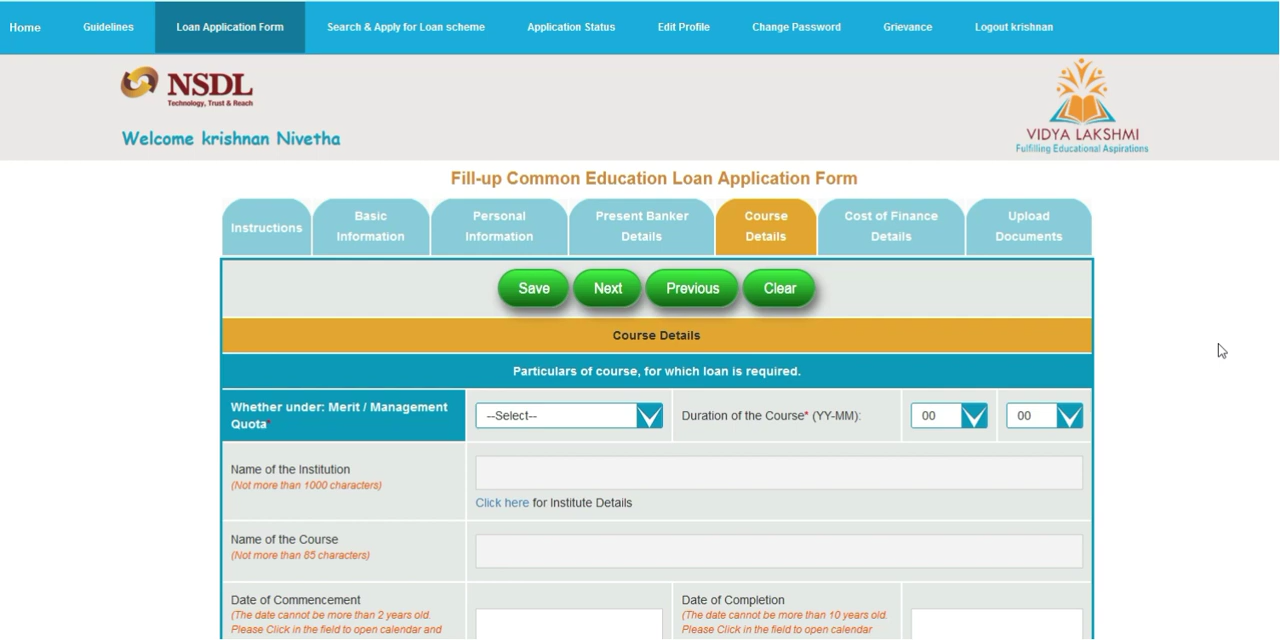 Home Guidelines Loan Application Form Search & Apply for Loan scheme Application Status Edit Profile Change Password Grievance Logout krishnan
NSDL
Technology, Trust & Reach
Welcome krishnan Nivetha
VIDYA LAKSHMI
Fulfilling Educational Aspirations
Fill-up Common Education Loan Application Form
Instructions
Basic
Information
Personal
Information
Present Banker
Details
Course
Details
Cost of Finance
Details
Upload
Documents
Save Next Previous Clear
Course Details
Particulars of course, for which loan is required.
Whether under: Merit / Management
Quota*
--Select--
Duration of the Course* (YY-MM):
00
00
Name of the Institution
(Not more than 1000 characters)
Click here for Institute Details
Name of the Course
(Not more than 85 characters)
Date of Commencement
(The date cannot be more than 2 years old.
Please Click in the field to open calendar and
Date of Completion
(The date cannot be more than 10 years old.
Please Click in the field to open calendar